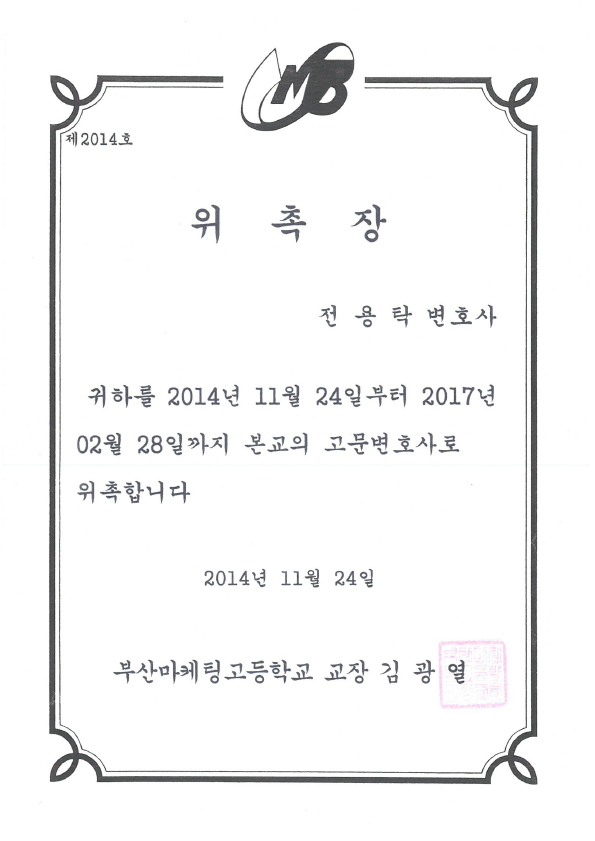 MB
제2014호
위 촉 장
전 용 탁 변호사
귀하를 2014년 11월 24일부터 2017년
02월 28일까지 본교의 고문변호사로
위촉합니다
2014년 11월 24일
부산마케팅고등학교 교장 김 광 열